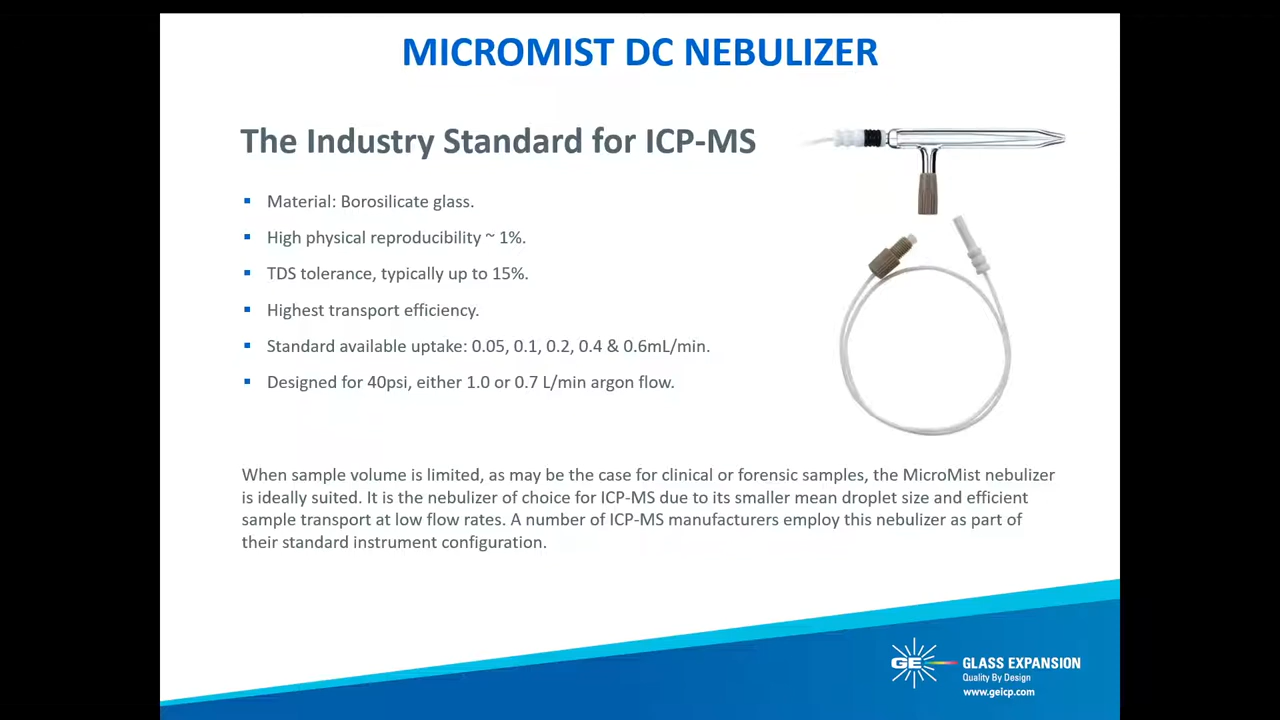 MICROMIST DC NEBULIZER
The Industry Standard for ICP-MS
▪ Material: Borosilicate glass.
▪ High physical reproducibility ~ 1%.
▪ TDS tolerance, typically up to 15%.
▪ Highest transport efficiency.
▪ Standard available uptake: 0.05, 0.1, 0.2, 0.4 & 0.6mL/min.
▪ Designed for 40psi, either 1.0 or 0.7 L/min argon flow.
When sample volume is limited, as may be the case for clinical or forensic samples, the MicroMist nebulizer
is ideally suited. It is the nebulizer of choice for ICP-MS due to its smaller mean droplet size and efficient
sample transport at low flow rates. A number of ICP-MS manufacturers employ this nebulizer as part of
their standard instrument configuration.
GE
GLASS EXPANSION
Quality By Design
www.geicp.com